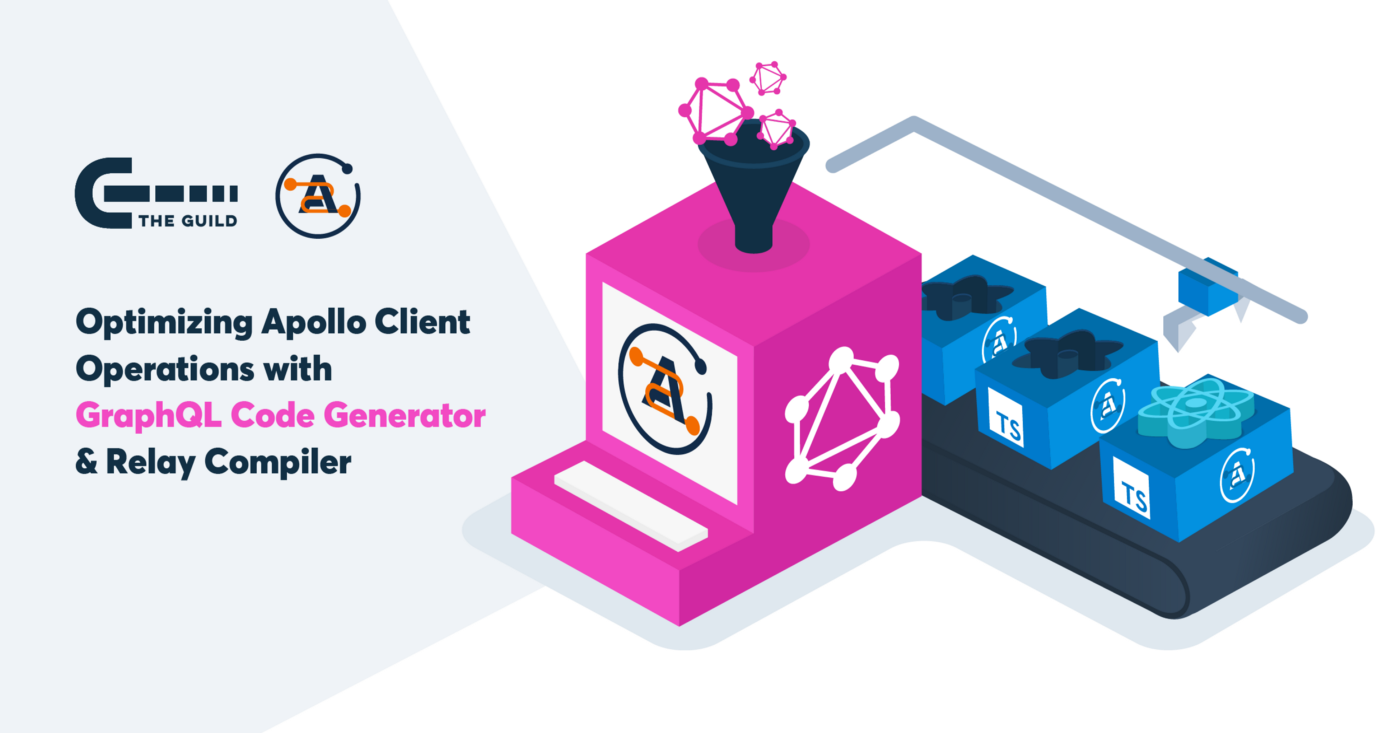 THE GUILD
A
Optimizing Apollo Client
Operations with
GraphQL Code Generator
& Relay Compiler
A
A
TS
A
TS
A